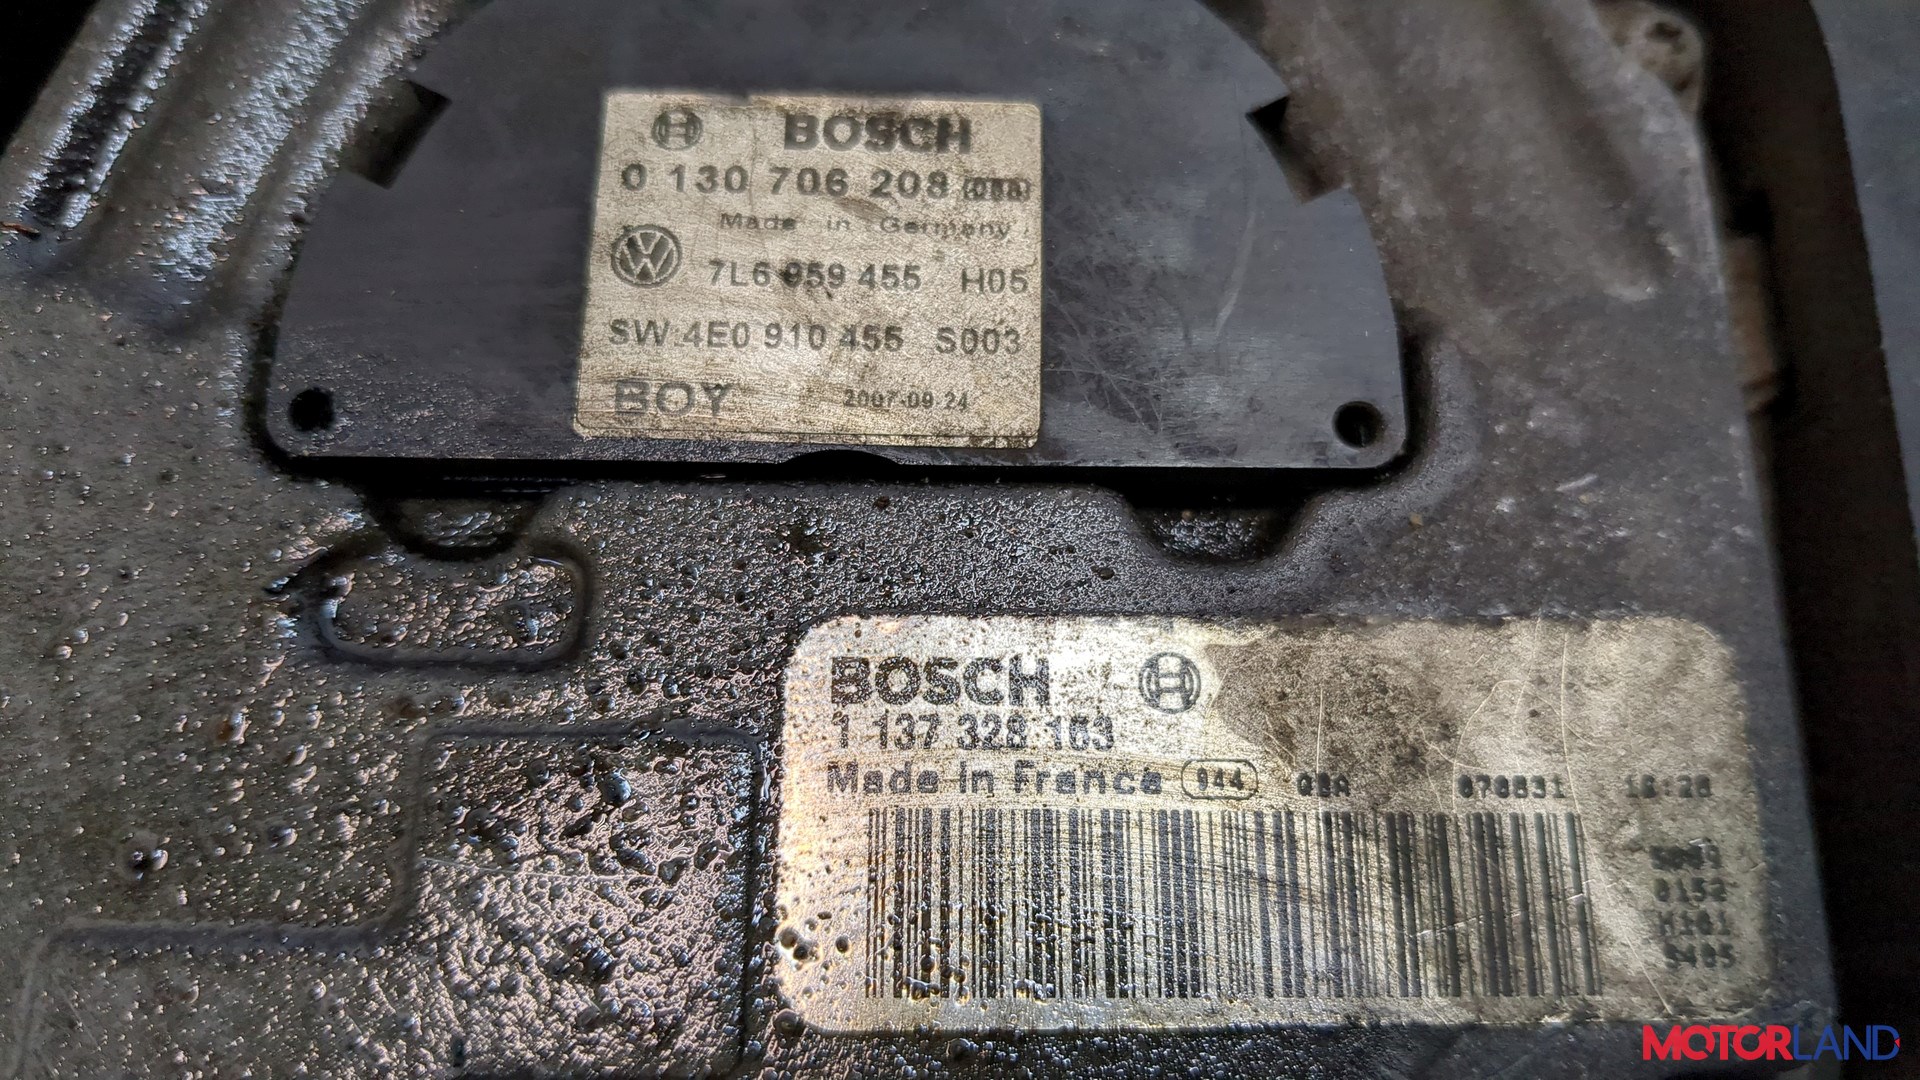 BOSCH
0 130 706 208
Made in Germany
7L6 959 455 H05
SW:4E0 910 455 S003
BOY 2007-09-24
BOSCH
1 137 328 163
Made in France 944
MOTORLAND